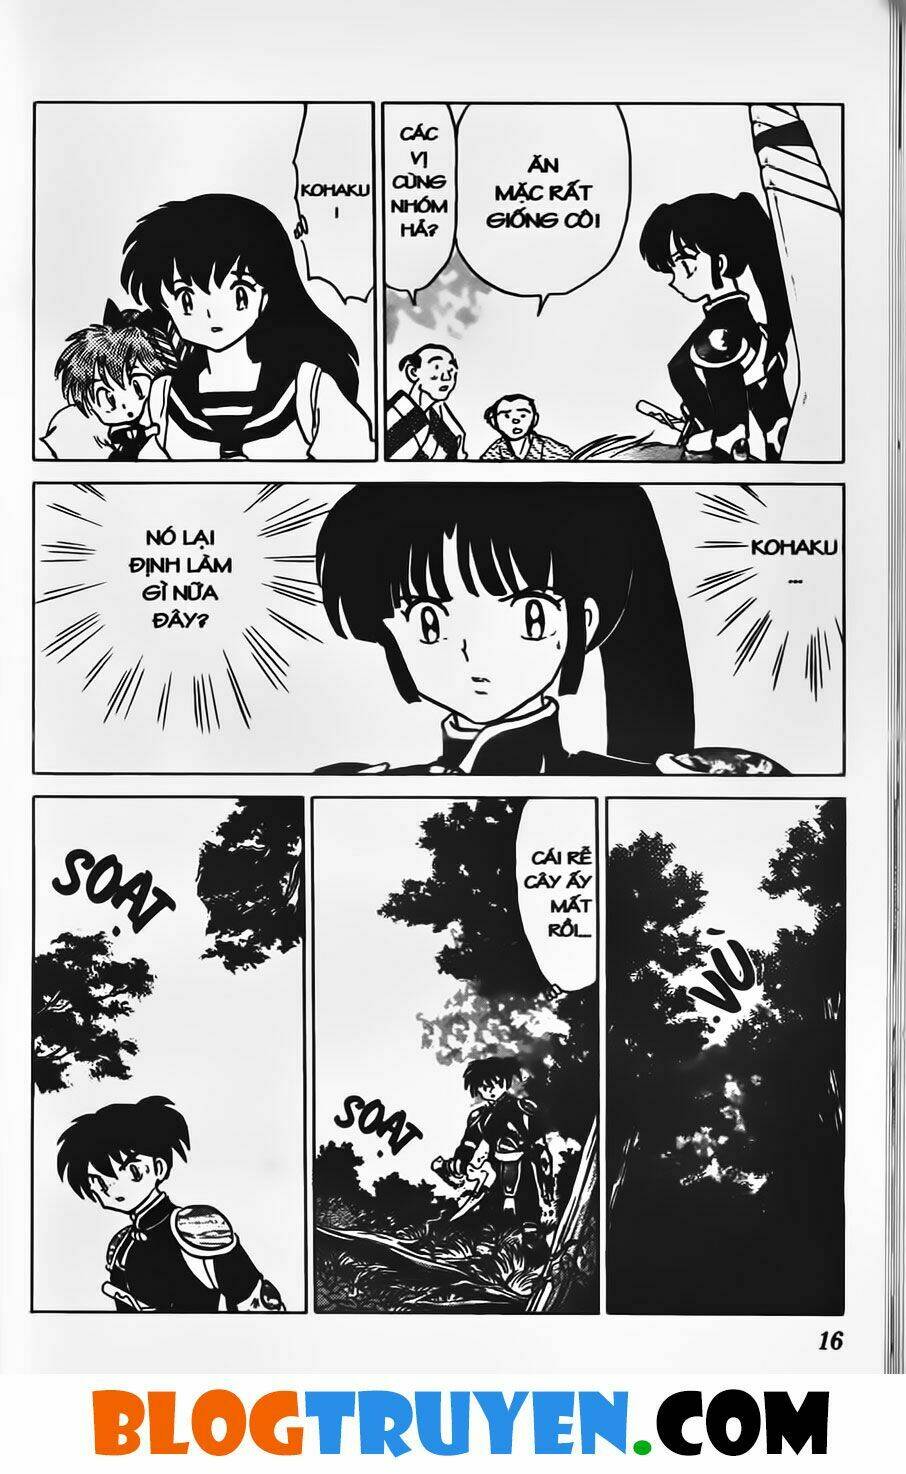 ĂN
MẶC RẤT
GIỐNG CÔ!
CÁC
VỊ
CÙNG
NHÓM
HẢ?
KOHAKU
!
KOHAKU
...
NÓ LẠI
ĐỊNH LÀM
GÌ NỮA
ĐÂY?
VÙ
CÁI RỄ
CÂY ẤY
MẤT
RỒI...
SOẠT
SOẠT
16
BLOGTRUYEN.COM